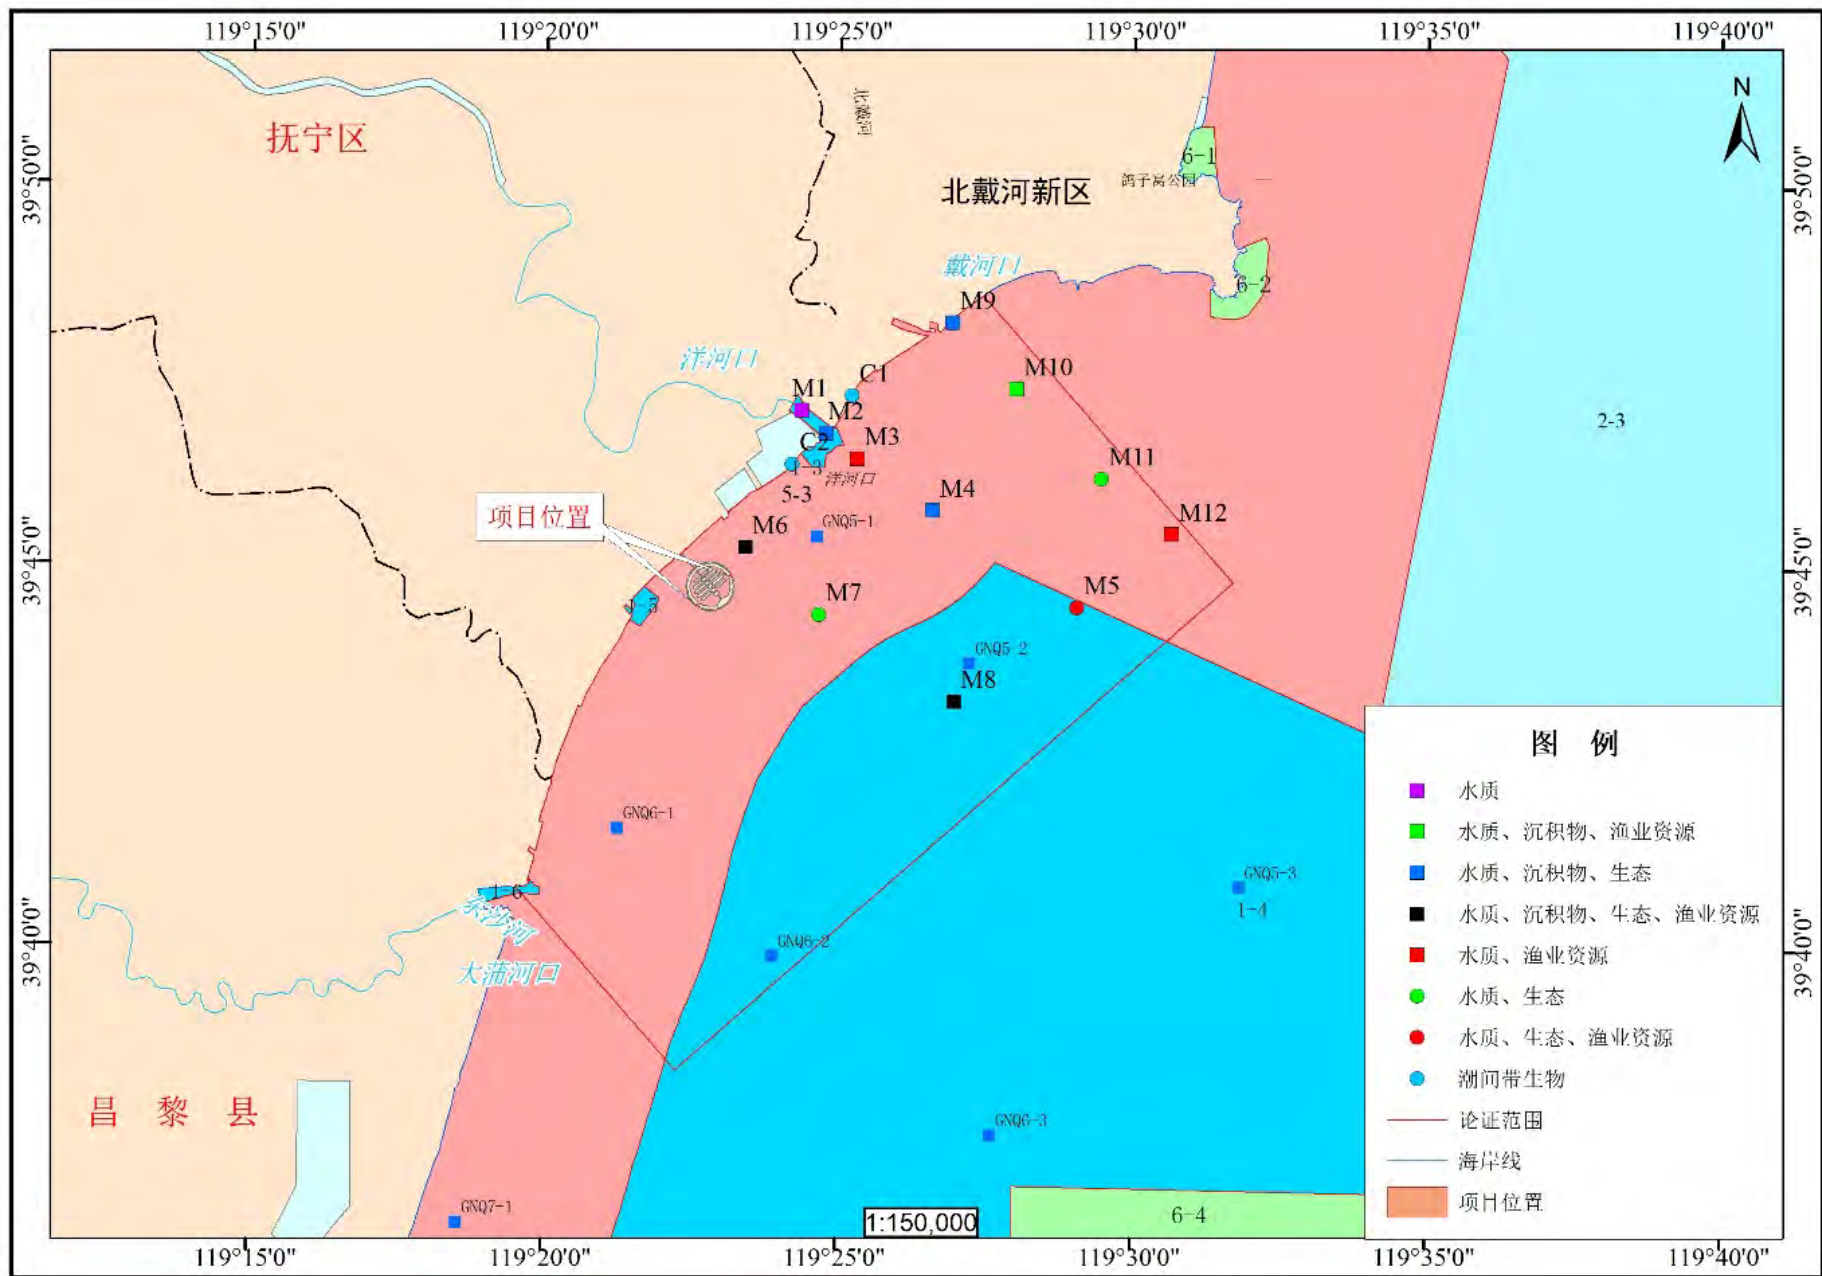 119°15'0" 119°20'0" 119°25'0" 119°30'0" 119°35'0" 119°40'0"
N
北戴河
抚宁区
6-1
39°50'0"
鸽子窝公园
39°50'0"
北戴河新区
戴河口
6-2
M9
洋河口
M10
C1
M1
M2
2-3
C2
M3
M11
1-3
洋河口
5-3
M4
项目位置
GNQ5-1
M6
M12
39°45'0"
39°45'0"
M5
M7
GNQ5-2
M8
图 例
水质
GNQ6-1
水质、沉积物、渔业资源
水质、沉积物、生态
GNQ5-3
1-6
东沙河
1-4
水质、沉积物、生态、渔业资源
39°40'0"
GNQ6-2
39°40'0"
水质、渔业资源
大蒲河口
水质、生态
水质、生态、渔业资源
潮间带生物
昌 黎 县
GNQ6-3
论证范围
海岸线
GNQ7-1
项目位置
1:150,000
6-4
119°15'0" 119°20'0" 119°25'0" 119°30'0" 119°35'0" 119°40'0"